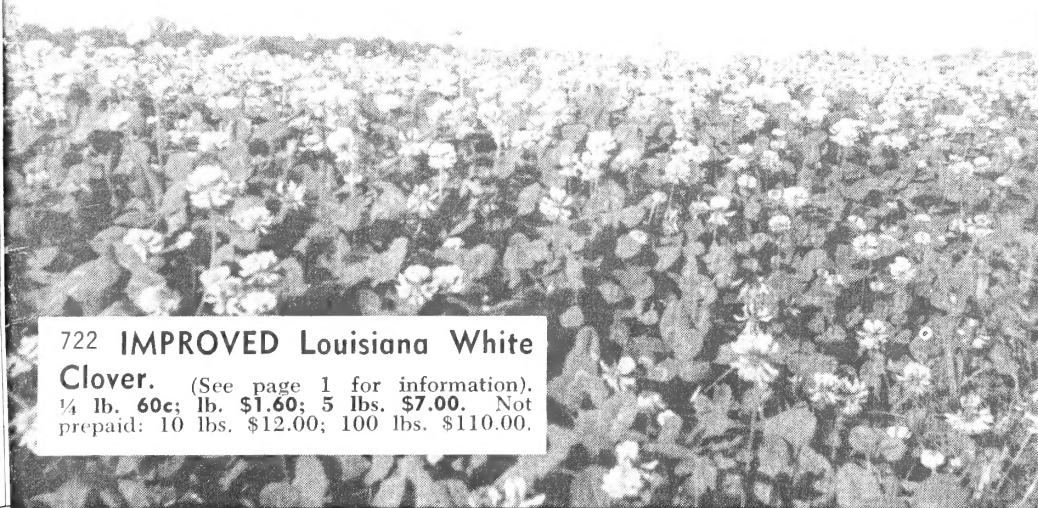 722 IMPROVED Louisiana White
Clover. (See page 1 for information).
¼ lb. 60c; lb. $1.60; 5 lbs. $7.00. Not
prepaid: 10 lbs. $12.00; 100 lbs. $110.00.